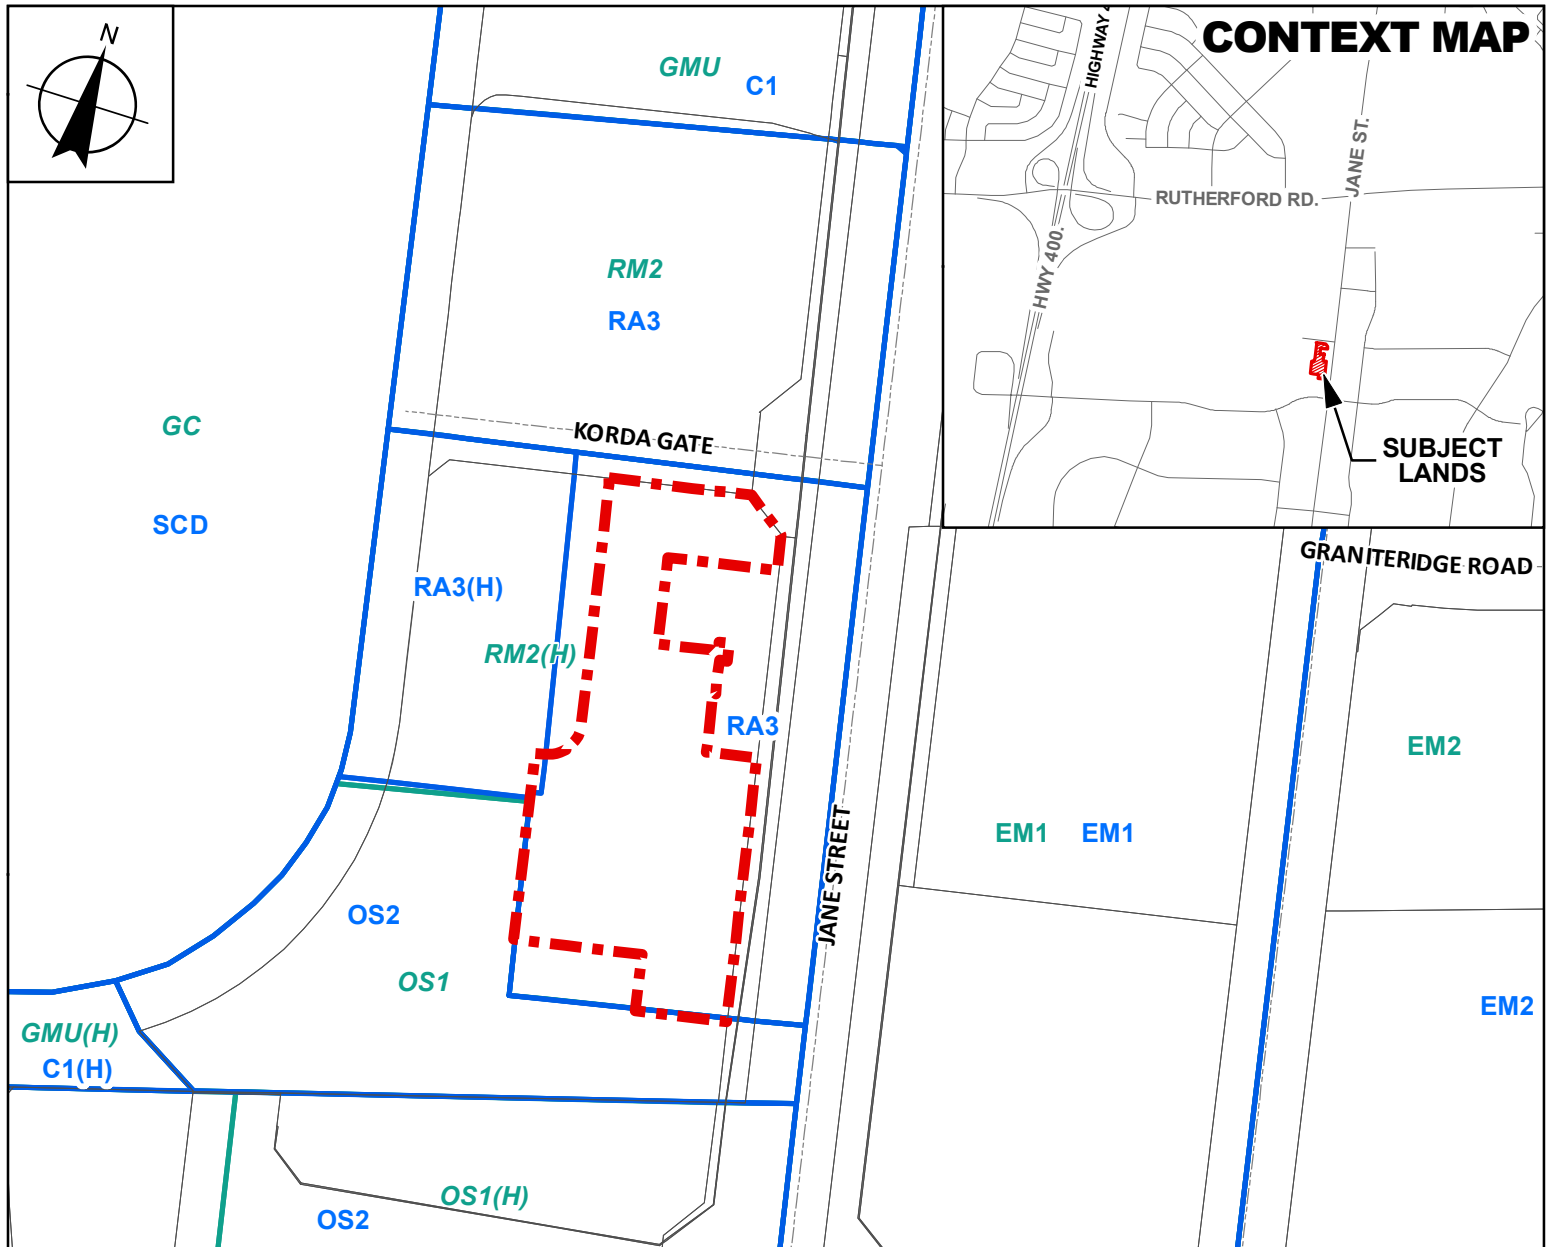 N
GMU
C1
CONTEXT MAP
HIGHWAY
JANE ST.
RUTHERFORD RD.
HWY 400.
SUBJECT
LANDS
RM2
RA3
GC
KORDA GATE
SCD
GRANITERIDGE ROAD
RA3(H)
RM2(H)
RA3
EM2
JANE STREET
EM1 EM1
OS2
OS1
EM2
GMU(H)
C1(H)
OS1(H)
OS2